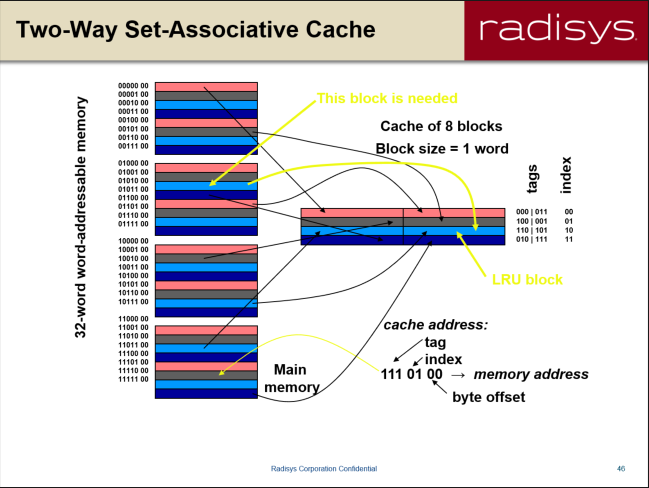 Two-Way Set-Associative Cache
radisys.
32-word word-addressable memory
00000 00
00001 00
00010 00
00011 00
00100 00
00101 00
00110 00
00111 00
01000 00
01001 00
01010 00
01011 00
01100 00
01101 00
01110 00
01111 00
10000 00
10001 00
10010 00
10011 00
10100 00
10101 00
10110 00
10111 00
11000 00
11001 00
11010 00
11011 00
11100 00
11101 00
11110 00
11111 00
This block is needed
Cache of 8 blocks
Block size = 1 word
tags
index
000 | 011 00
100 | 001 01
110 | 101 10
010 | 111 11
LRU block
cache address:
tag
index
111 01 00 → memory address
byte offset
Main
memory
Radisys Corporation Confidential
46